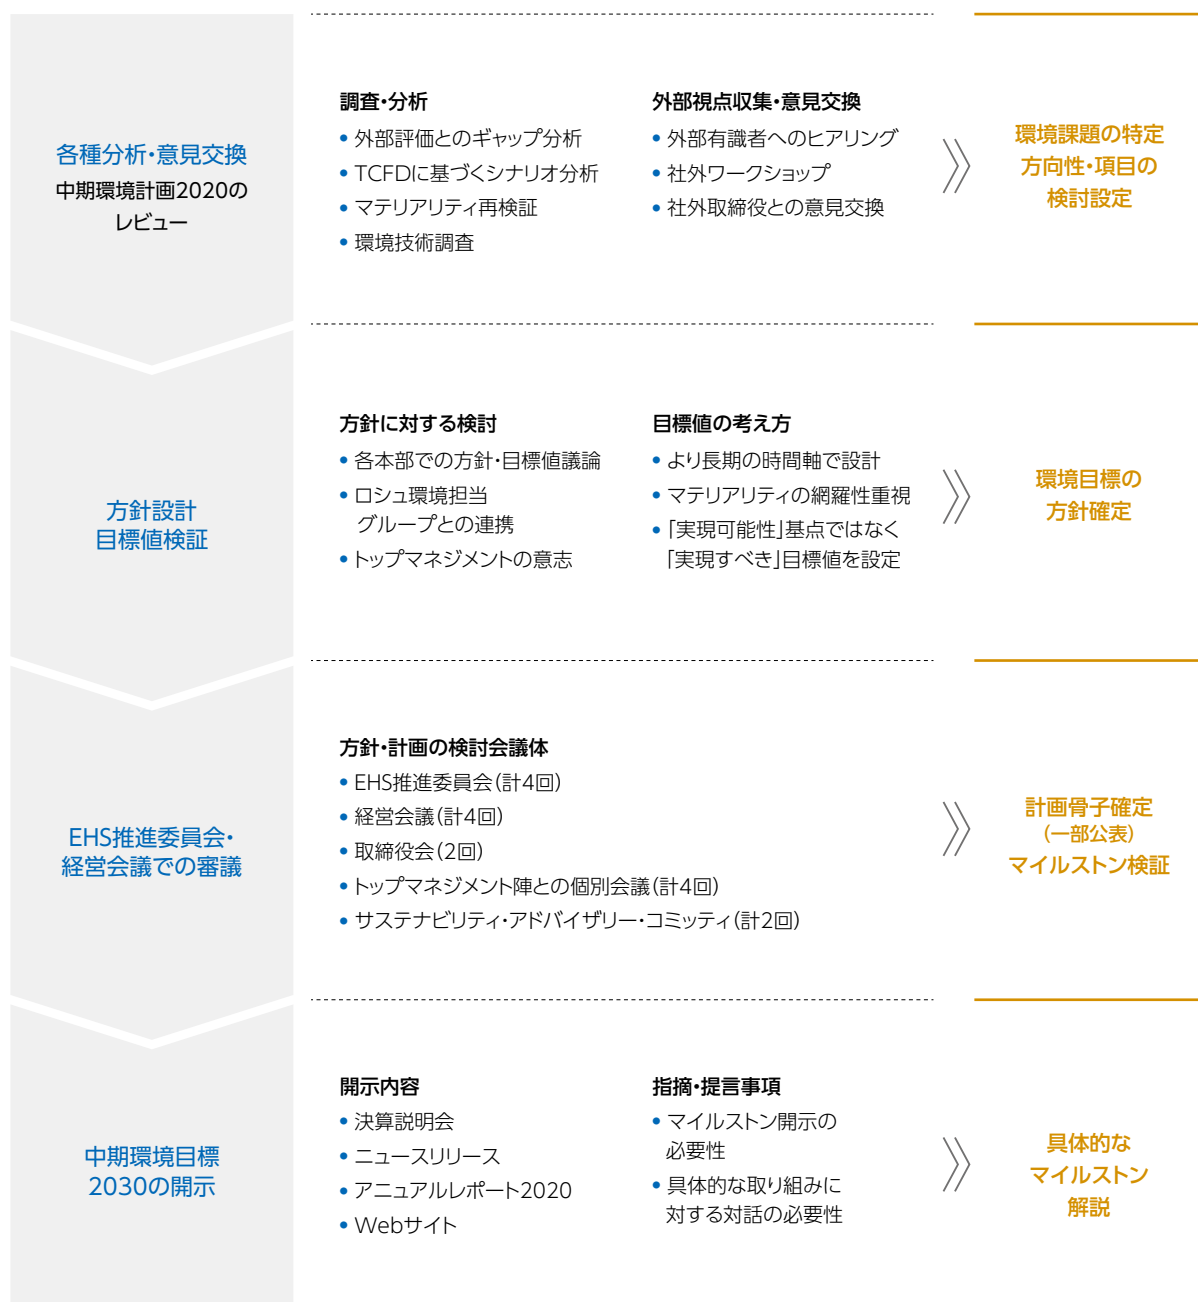 各種分析・意見交換
中期環境計画2020の
レビュー
調査・分析
• 外部評価とのギャップ分析
• TCFDに基づくシナリオ分析
• マテリアリティ再検証
• 環境技術調査
外部視点収集・意見交換
• 外部有識者へのヒアリング
• 社外ワークショップ
• 社外取締役との意見交換
環境課題の特定
方向性・項目の
検討設定
方針設計
目標値検証
方針に対する検討
• 各本部での方針・目標値議論
• ロシュ環境担当
グループとの連携
• トップマネジメントの意志
目標値の考え方
• より長期の時間軸で設計
• マテリアリティの網羅性重視
• 「実現可能性」基点ではなく
「実現すべき」目標値を設定
環境目標の
方針確定
EHS推進委員会・
経営会議での審議
方針・計画の検討会議体
• EHS推進委員会（計4回）
• 経営会議（計4回）
• 取締役会（2回）
• トップマネジメント陣との個別会議（計4回）
• サステナビリティ・アドバイザリー・コミッティ（計2回）
計画骨子確定
（一部公表）
マイルストン検証
中期環境目標
2030の開示
開示内容
• 決算説明会
• ニュースリリース
• アニュアルレポート2020
• Webサイト
指摘・提言事項
• マイルストン開示の
必要性
• 具体的な取り組みに
対する対話の必要性
具体的な
マイルストン
解説